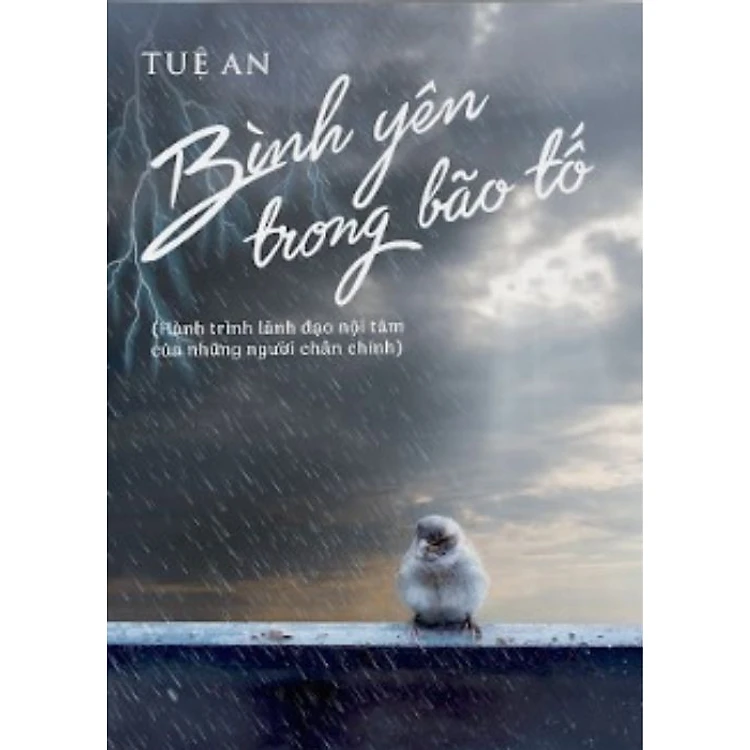 TUỆ AN
Bình yên
trong bão tố
(Hành trình lãnh đạo nội tâm
của những người chân chính)